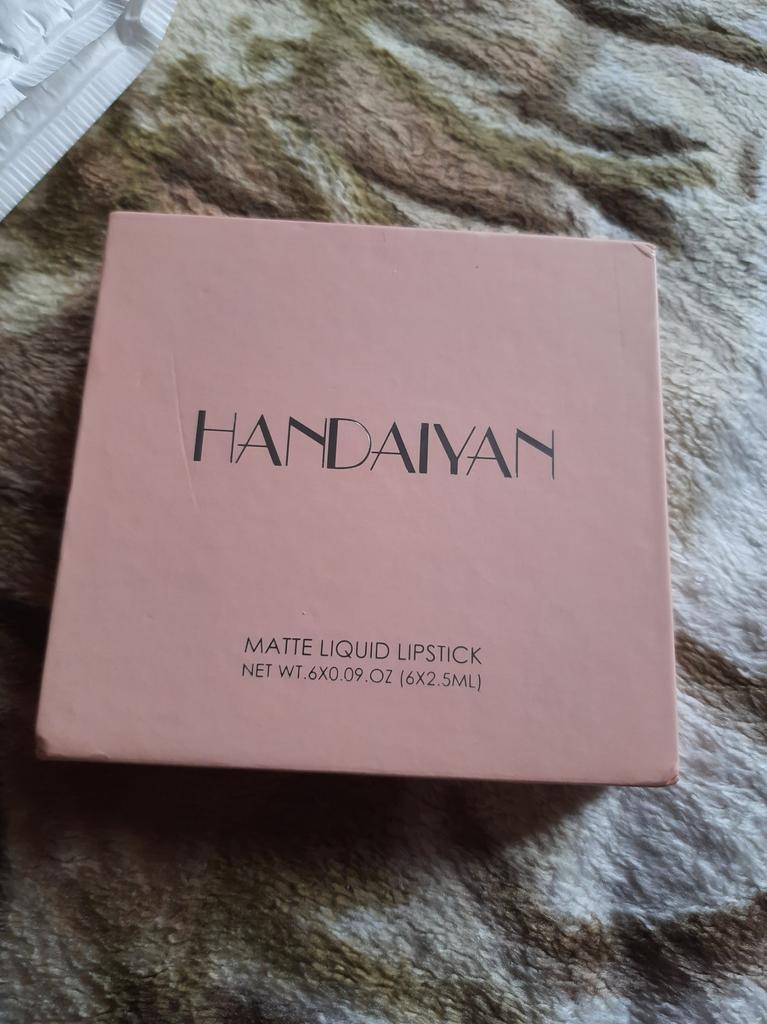 HANDAIYAN
MATTE LIQUID LIPSTICK
NET WT.6X0.09.OZ (6X2.5ML)